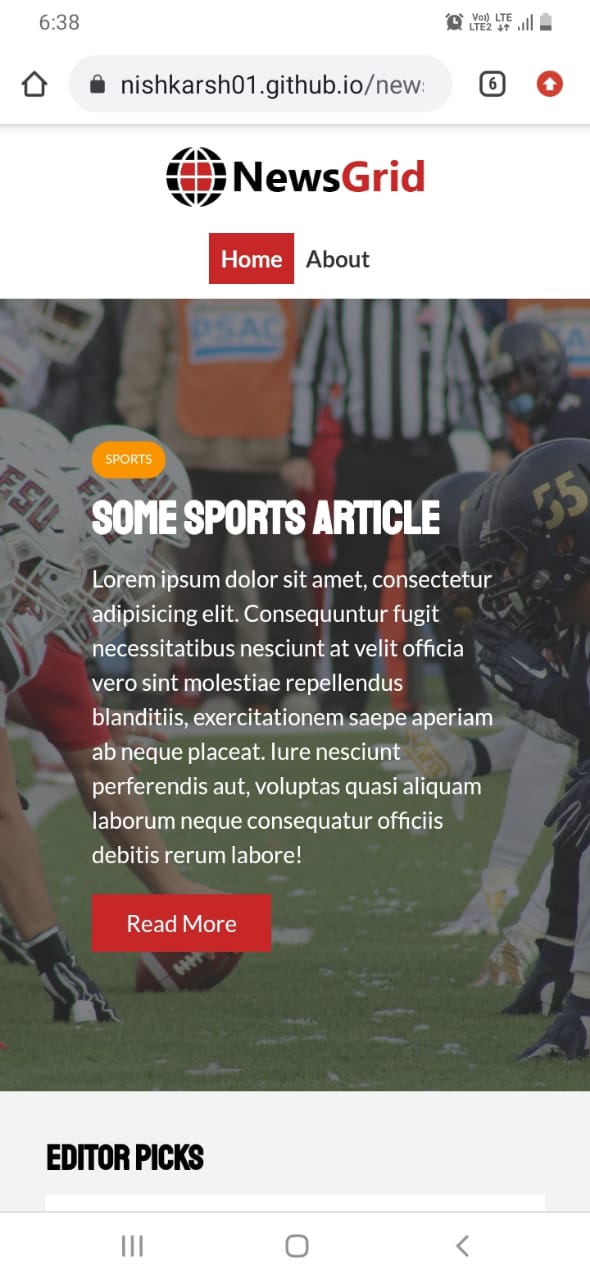 6:38
Vo) LTE
LTE2
nishkarsh01.github.io/new
6
NewsGrid
Home About
PSAC
ESU
ESU
55
SPORTS
SOME SPORTS ARTICLE
Lorem ipsum dolor sit amet, consectetur
adipisicing elit. Consequuntur fugit
necessitatibus nesciunt at velit officia
vero sint molestiae repellendus
blanditiis, exercitationem saepe aperiam
ab neque placeat. Iure nesciunt
perferendis aut, voluptas quasi aliquam
laborum neque consequatur officiis
debitis rerum labore!
Read More
EDITOR PICKS